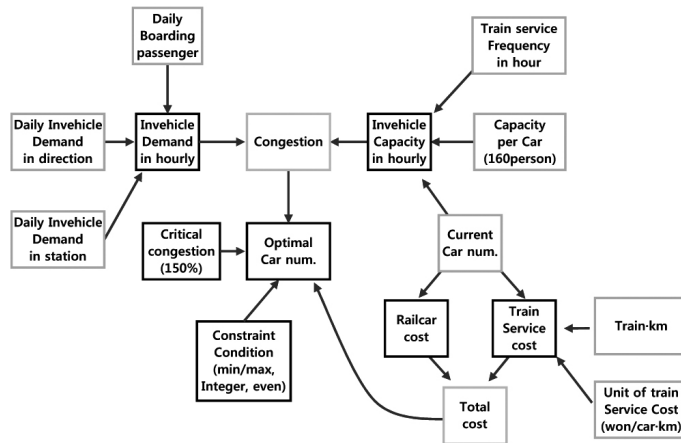 Daily
Boarding
passenger
Train service
Frequency
in hour
Daily Invehicle
Demand
in direction
Invehicle
Demand
in hourly
Congestion
Invehicle
Capacity
in hourly
Capacity
per Car
(160person)
Daily Invehicle
Demand
in station
Critical
congestion
(150%)
Optimal
Car num.
Current
Car num.
Constraint
Condition
(min/max,
Integer, even)
Railcar
cost
Train
Service
cost
Train·km
Total
cost
Unit of train
Service Cost
(won/car·km)